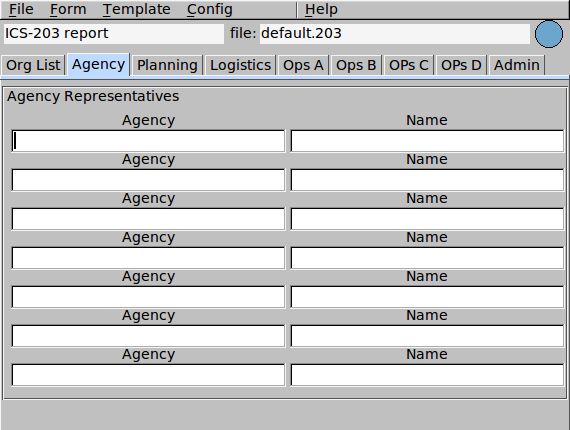 File Form Template Config Help
ICS-203 report file: default.203
Org List Agency Planning Logistics Ops A Ops B OPs C OPs D Admin
Agency Representatives
Agency Name
Agency Name
Agency Name
Agency Name
Agency Name
Agency Name
Agency Name